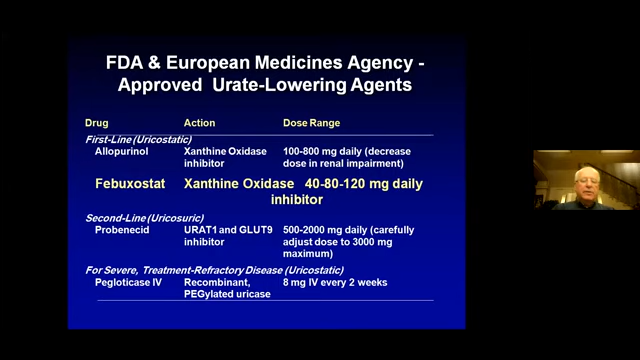 FDA & European Medicines Agency -
Approved Urate-Lowering Agents
Drug Action Dose Range
First-Line (Uricostatic)
Allopurinol Xanthine Oxidase 100-800 mg daily (decrease
inhibitor dose in renal impairment)
Febuxostat Xanthine Oxidase 40-80-120 mg daily
inhibitor
Second-Line (Uricosuric)
Probenecid URAT1 and GLUT9 500-2000 mg daily (carefully
inhibitor adjust dose to 3000 mg
maximum)
For Severe, Treatment-Refractory Disease (Uricostatic)
Pegloticase IV Recombinant, 8 mg IV every 2 weeks
PEGylated uricase